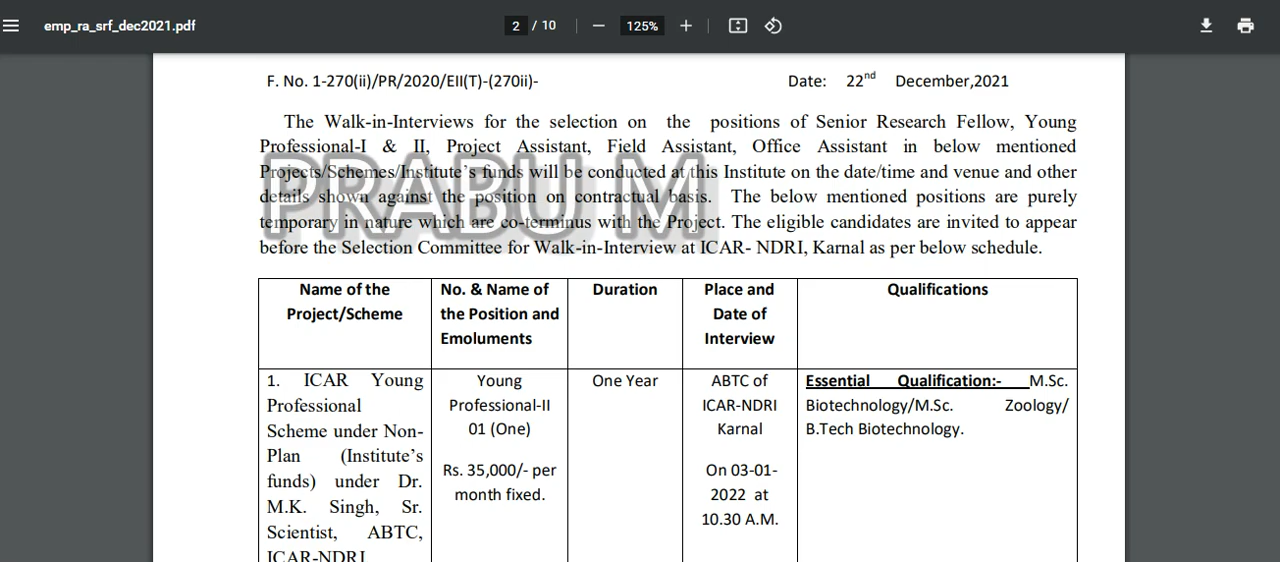 emp_ra_srf_dec2021.pdf
2 / 10
125%
F. No. 1-270(ii)/PR/2020/EII(T)-(270ii)-
Date: 22nd December,2021
The Walk-in-Interviews for the selection on the positions of Senior Research Fellow, Young
Professional-I & II, Project Assistant, Field Assistant, Office Assistant in below mentioned
Projects/Schemes/Institute's funds will be conducted at this Institute on the date/time and venue and other
details shown against the position on contractual basis. The below mentioned positions are purely
temporary in nature which are co-terminus with the Project. The eligible candidates are invited to appear
before the Selection Committee for Walk-in-Interview at ICAR- NDRI, Karnal as per below schedule.
PRABU M
Name of the
Project/Scheme
No. & Name of
the Position and
Emoluments
Duration
Place and
Date of
Interview
Qualifications
1. ICAR Young
Professional
Scheme under Non-
Plan (Institute's
funds) under Dr.
M.K. Singh, Sr.
Scientist, ABTC,
ICAR-NDRI
Young
Professional-II
01 (One)
Rs. 35,000/- per
month fixed.
One Year
ABTC of
ICAR-NDRI
Karnal
On 03-01-
2022 at
10.30 A.M.
Essential Qualification:- M.Sc.
Biotechnology/M.Sc. Zoology/
B.Tech Biotechnology.